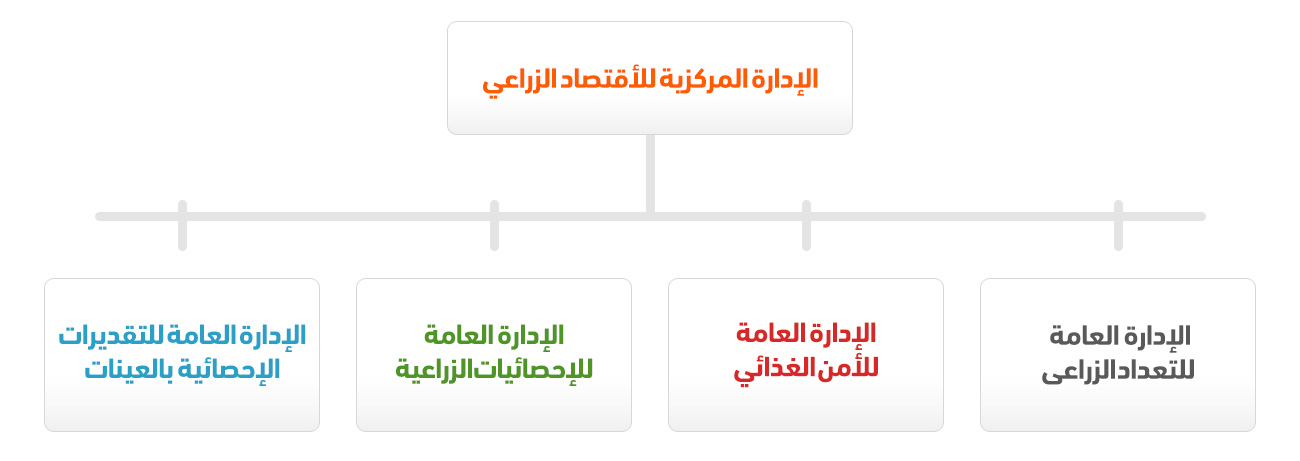 الإدارة المركزية للأقتصاد الزراعي
الإدارة العامة
للتعداد الزراعى
الإدارة العامة
للأمن الغذائي
الإدارة العامة
للإحصائيات الزراعية
الإدارة العامة للتقديرات
الإحصائية بالعينات